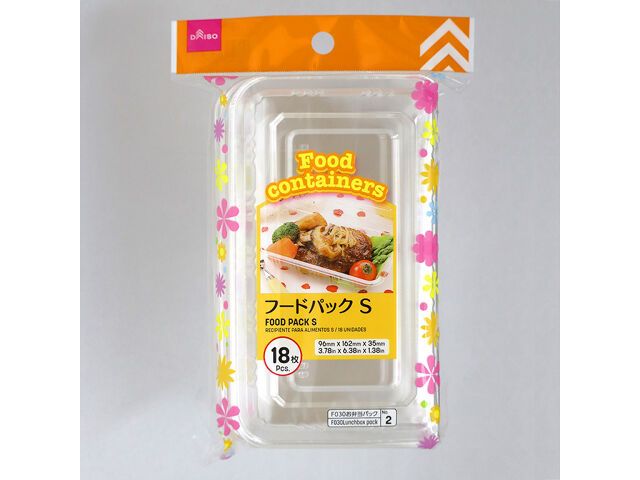 DAISO
Food
containers
フードパック S
FOOD PACK S
RECIPIENTE PARA ALIMENTOS S / 18 UNIDADES
18枚
Pcs.
96mm x 162mm x 35mm
3.78in x 6.38in x 1.38in
F030お弁当パック
F030Lunchbox pack
No
2